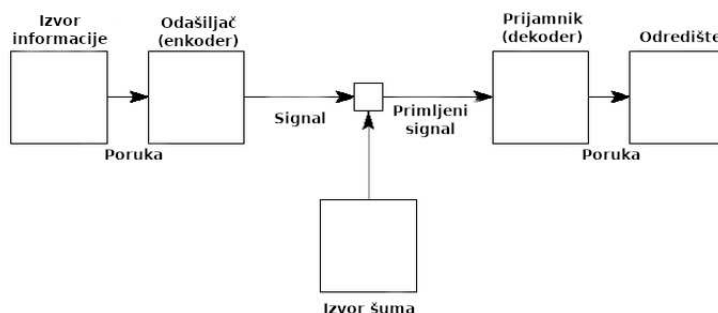 Izvor
informacije
Odašiljač
(enkoder)
Prijamnik
(dekoder)
Odredište
Poruka
Signal
Primljeni
signal
Poruka
Izvor šuma